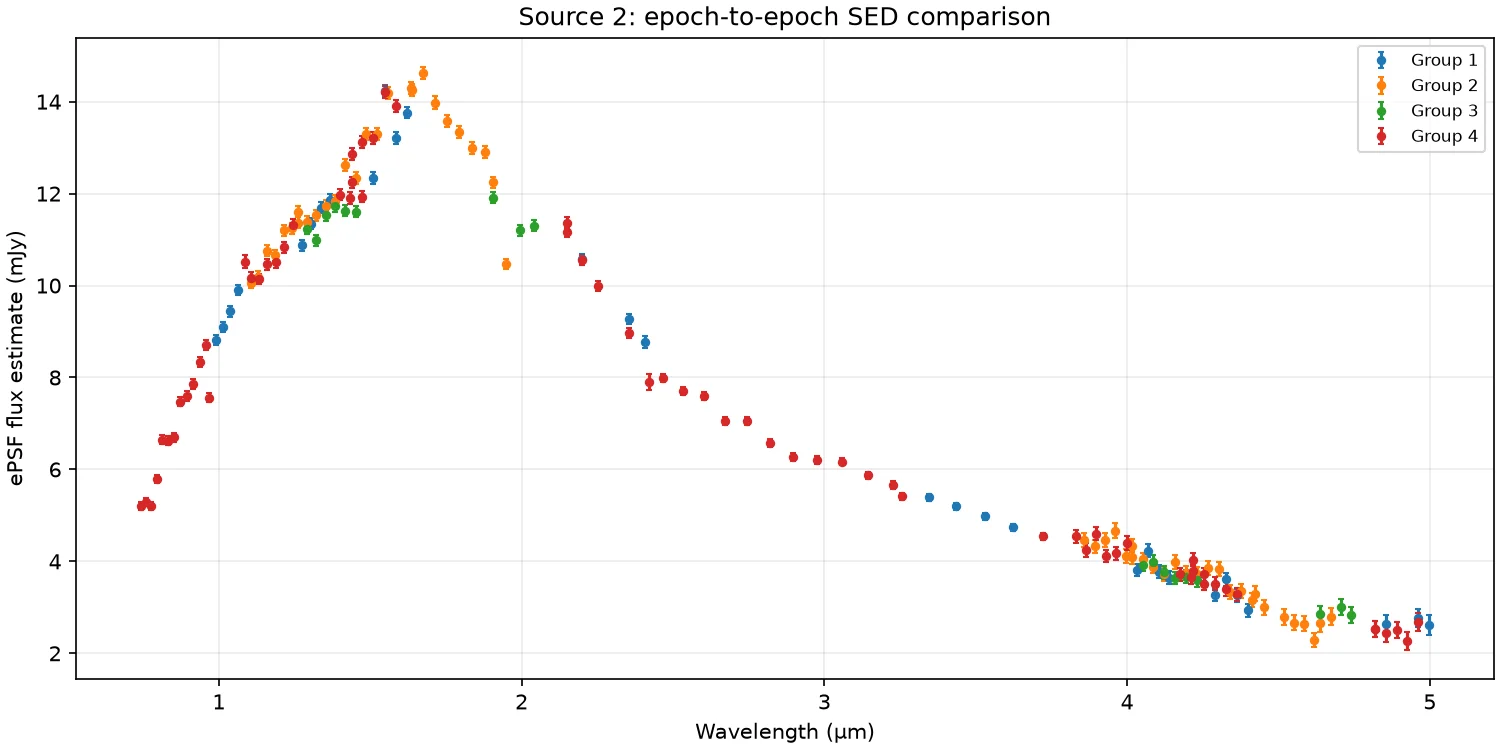 Source 2: epoch-to-epoch SED comparison
ePSF flux estimate (mJy)
14
12
10
8
6
4
2
Group 1
Group 2
Group 3
Group 4
1 2 3 4 5
Wavelength (μm)